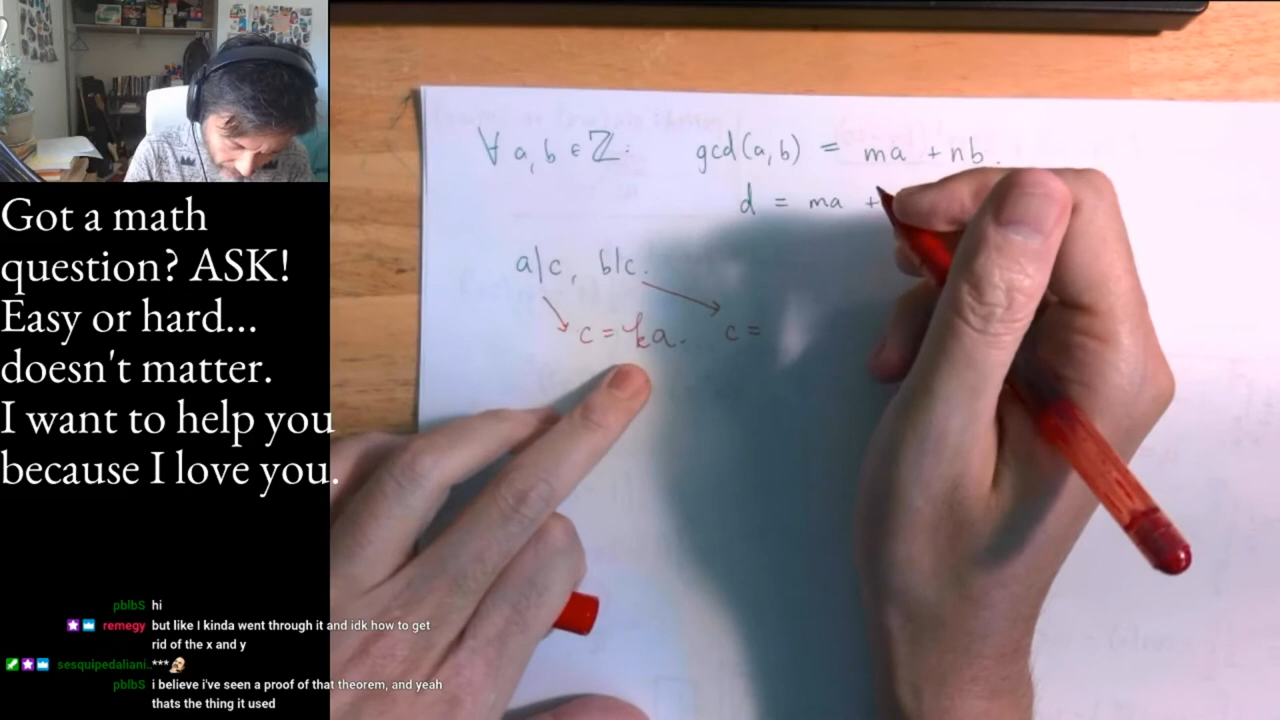 Got a math
question? ASK!
Easy or hard...
doesn't matter.
I want to help you
because I love you.
pblbS hi
remegy but like I kinda went through it and idk how to get
rid of the x and y
sesquipedaliani.. ***
pblbS i believe i've seen a proof of that theorem, and yeah
thats the thing it used
∀ a, b ∈ ℤ: gcd(a, b) = ma + nb.
d = ma +
a|c, b|c.
c = ka. c =